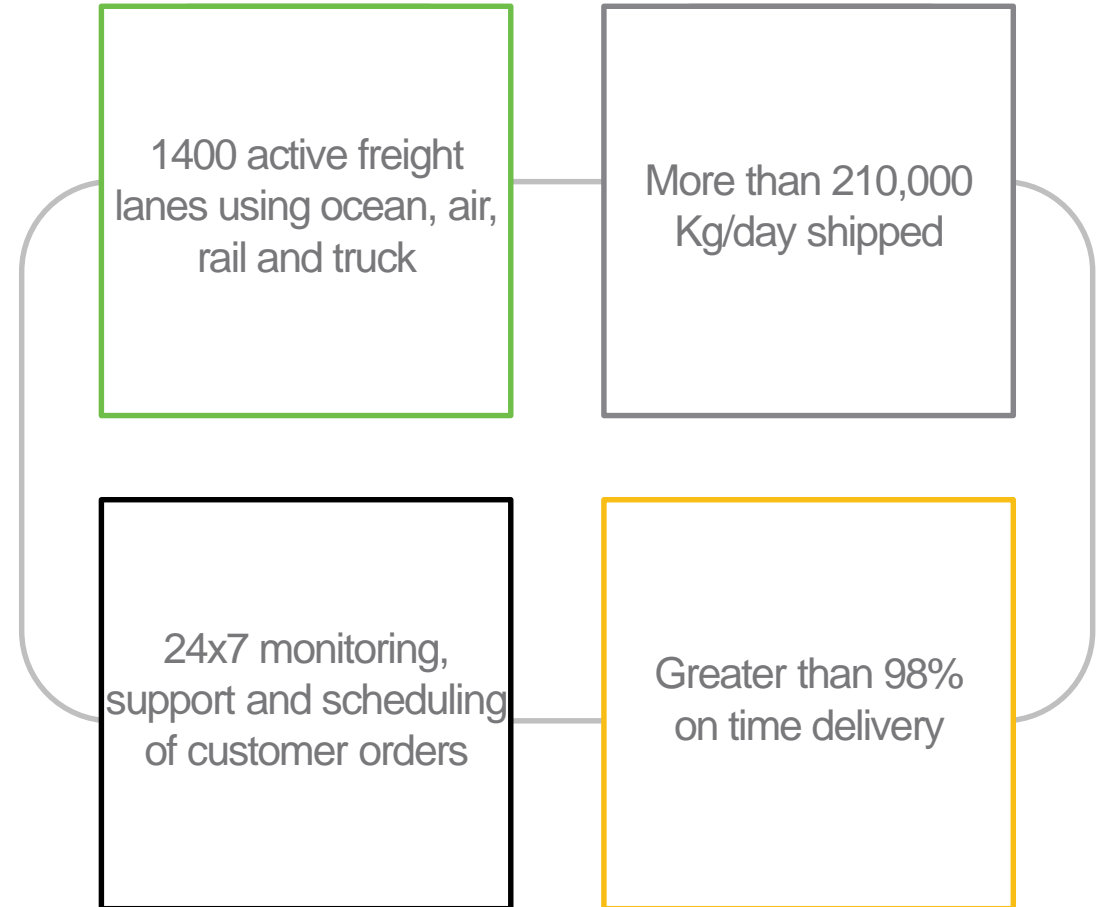 1400 active freight
lanes using ocean, air,
rail and truck
More than 210,000
Kg/day shipped
24x7 monitoring,
support and scheduling
of customer orders
Greater than 98%
on time delivery